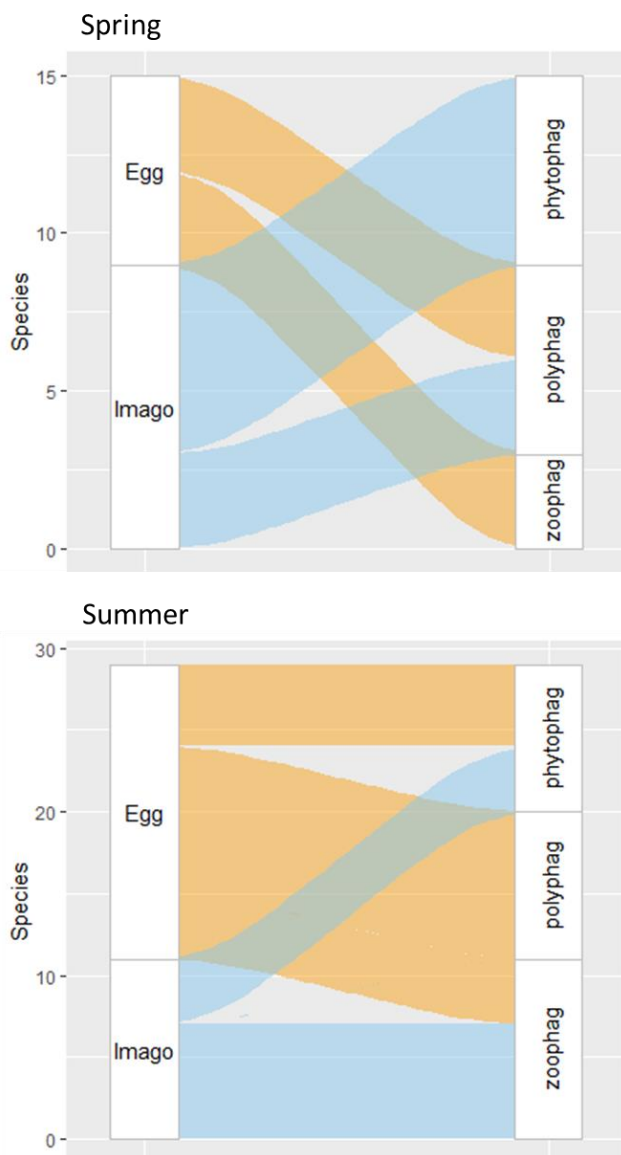 Spring
15
10
5
0
Species
Egg
Imago
phytophag
polyphag
zoophag
Summer
30
20
10
0
Species
Egg
Imago
phytophag
polyphag
zoophag